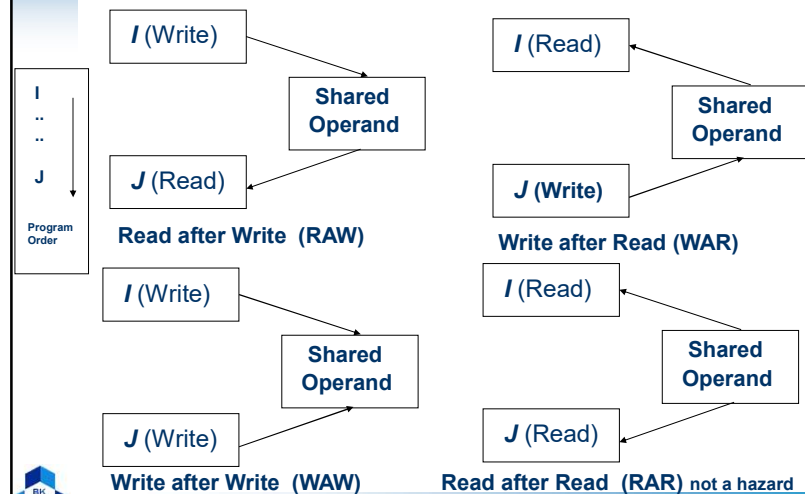 I
..
..
J
Program
Order
I (Write)
Shared
Operand
J (Read)
Read after Write (RAW)
I (Read)
Shared
Operand
J (Write)
Write after Read (WAR)
I (Write)
Shared
Operand
J (Write)
Write after Write (WAW)
I (Read)
Shared
Operand
J (Read)
Read after Read (RAR) not a hazard
BK